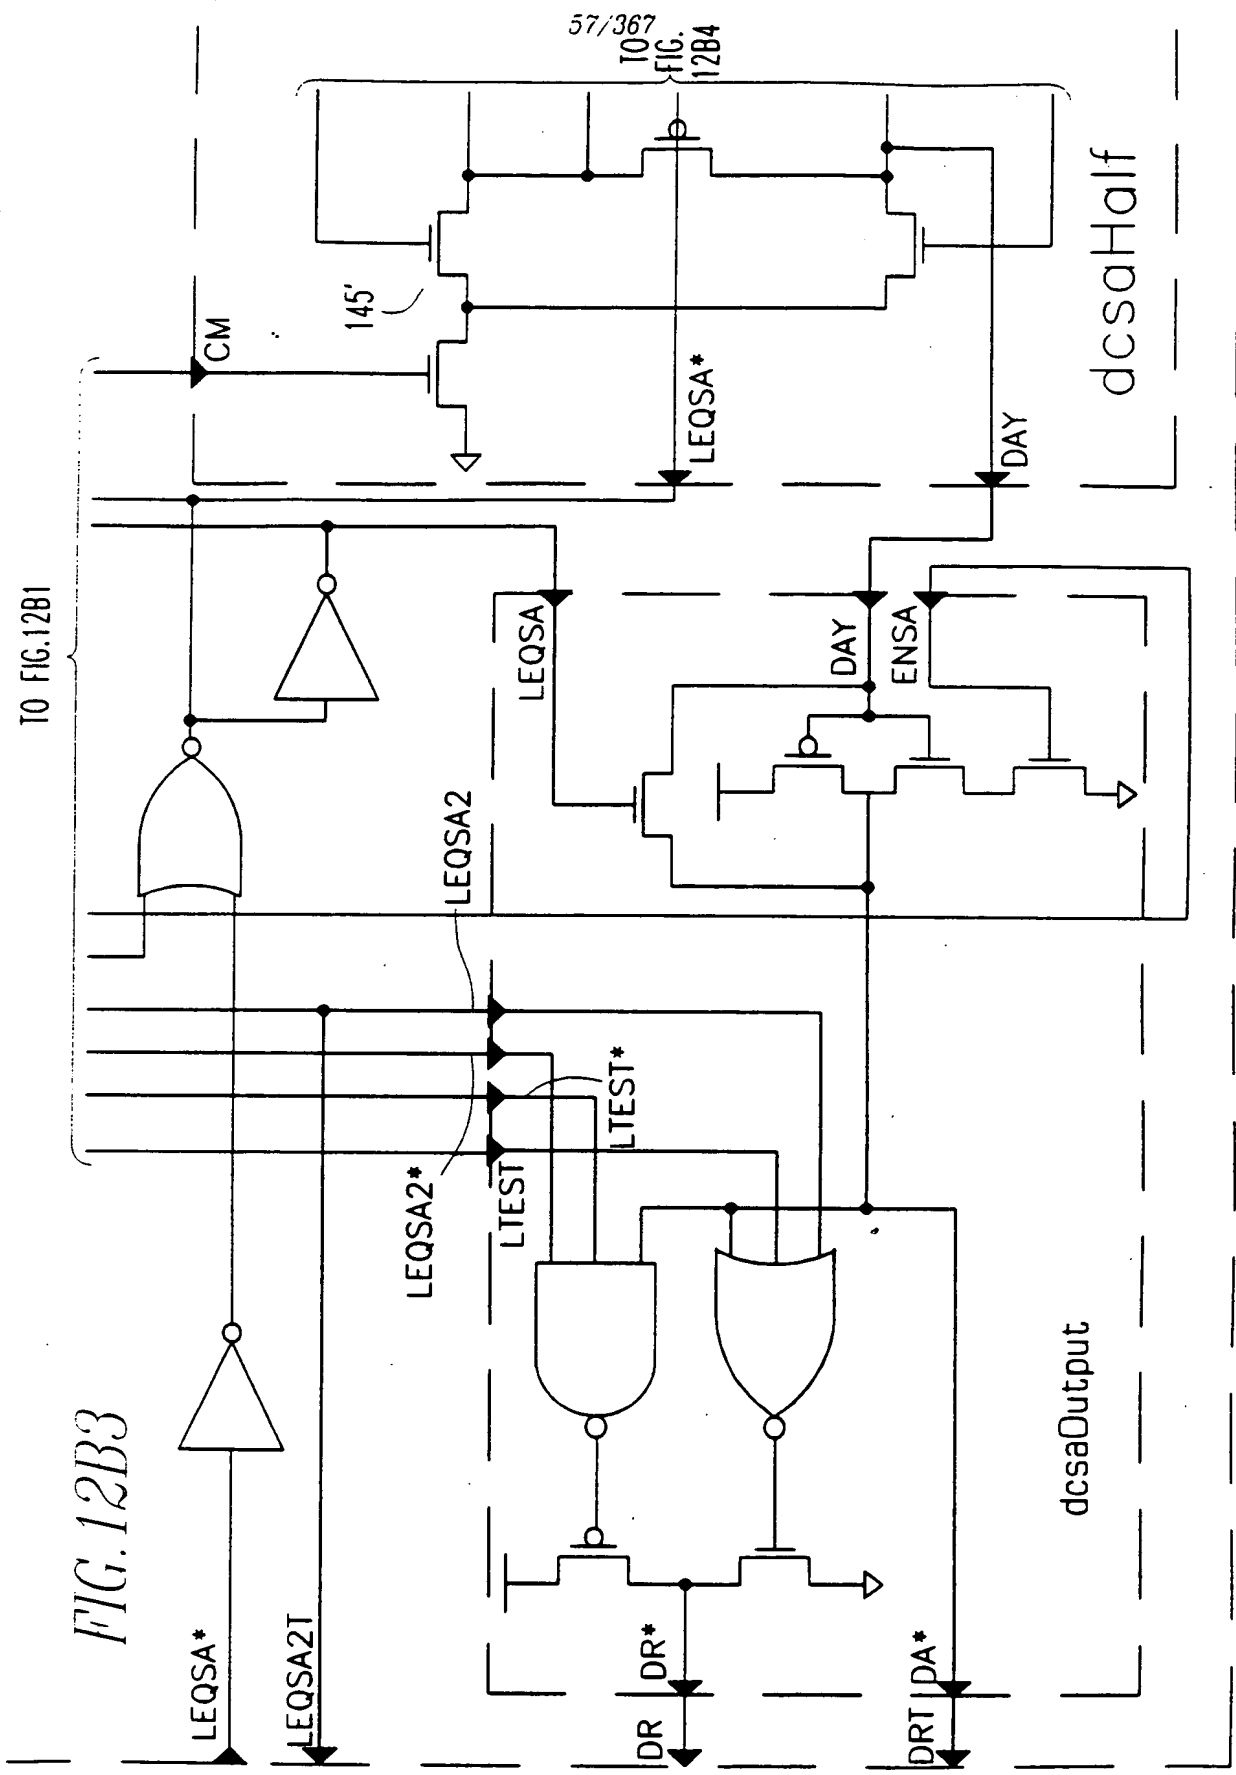 57/367
TO
FIG.
12B4
TO FIG.12B1
CM
145'
LEQSA*
DAY
dcsaHalf
LEQSA
DAY
ENSA
LEQSA2
LTEST*
LEQSA2*
LTEST
dcsaOutput
FIG.12B3
LEQSA*
LEQSA2T
DR*
DR
DA*
DRT